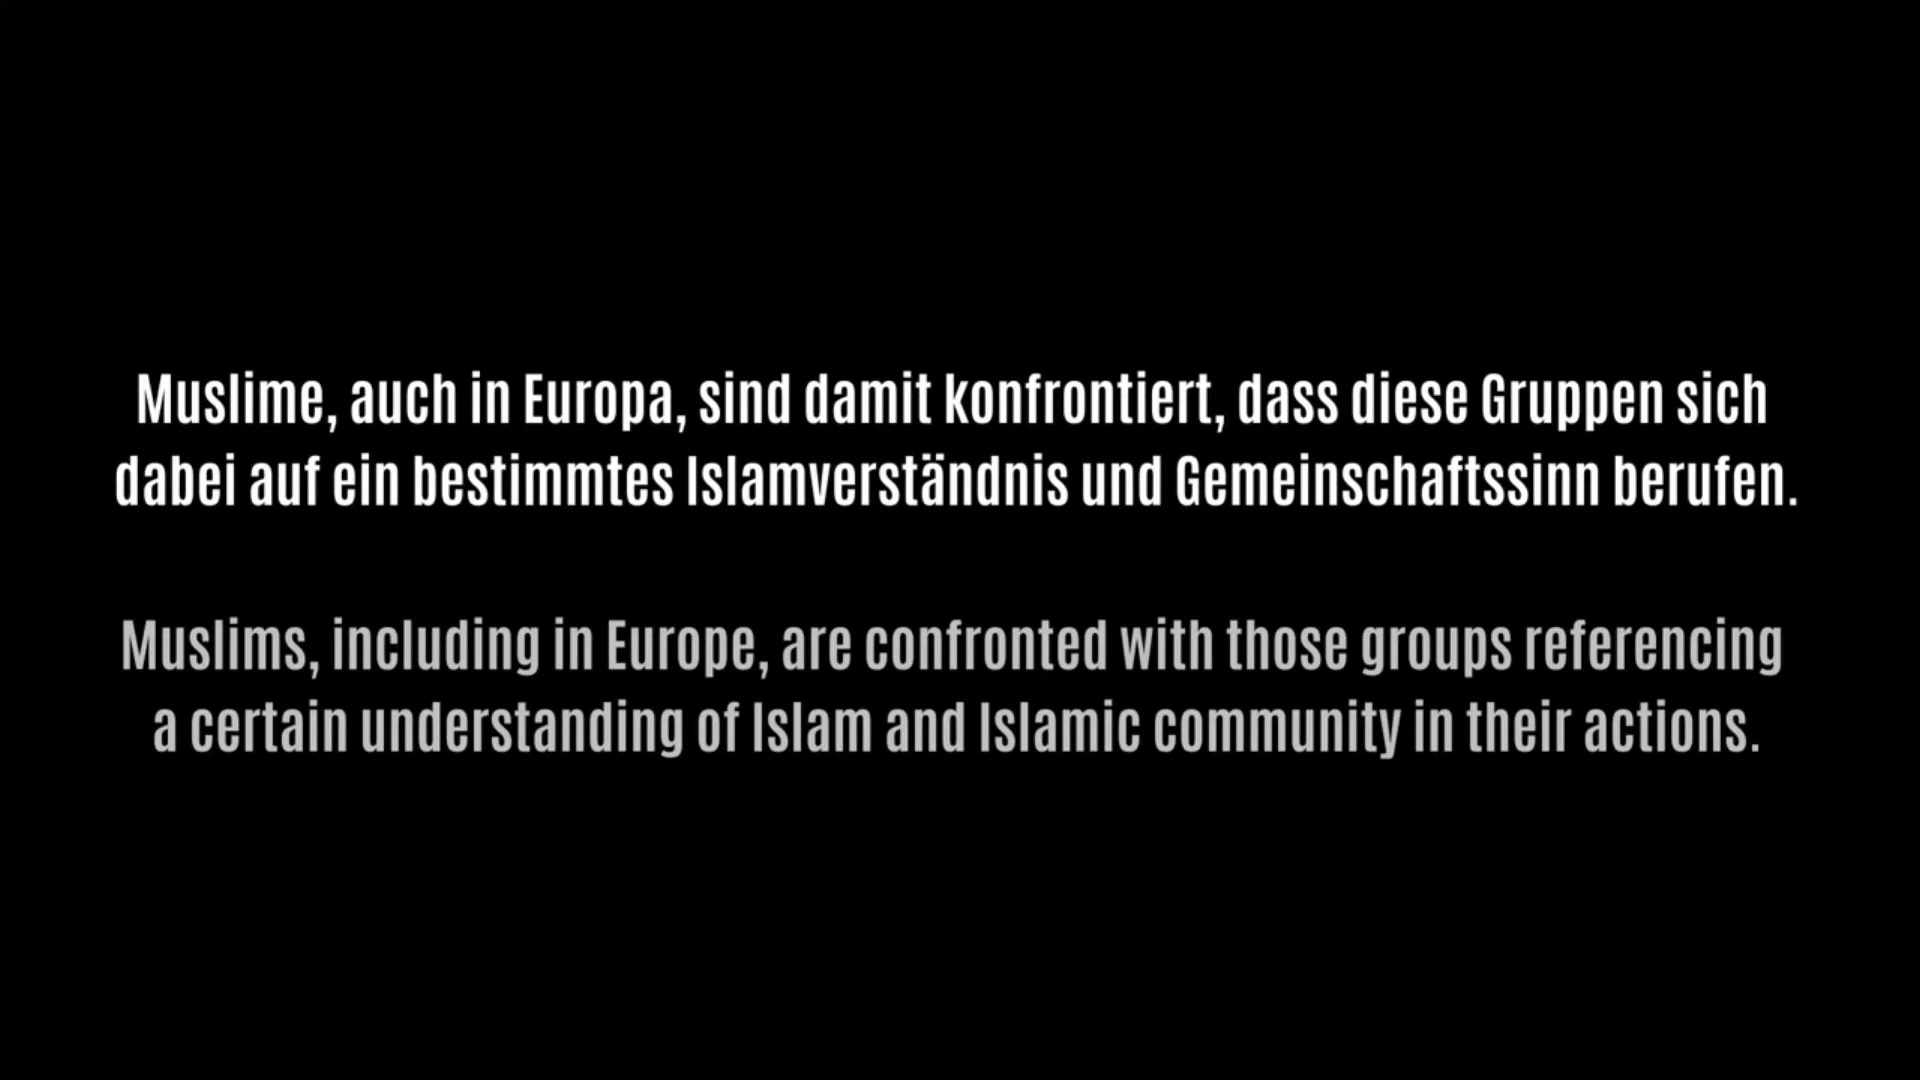 Muslime, auch in Europa, sind damit konfrontiert, dass diese Gruppen sich
dabei auf ein bestimmtes Islamverständnis und Gemeinschaftssinn berufen.
Muslims, including in Europe, are confronted with those groups referencing
a certain understanding of Islam and Islamic community in their actions.